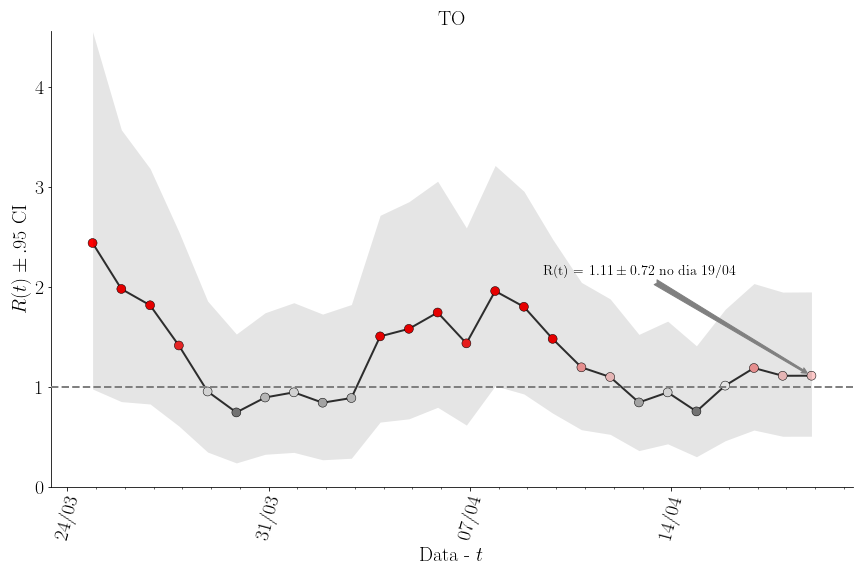 TO
R(t) ± .95 CI
4
3
2
1
0
R(t) = 1.11 ± 0.72 no dia 19/04
24/03
31/03
07/04
14/04
Data - t